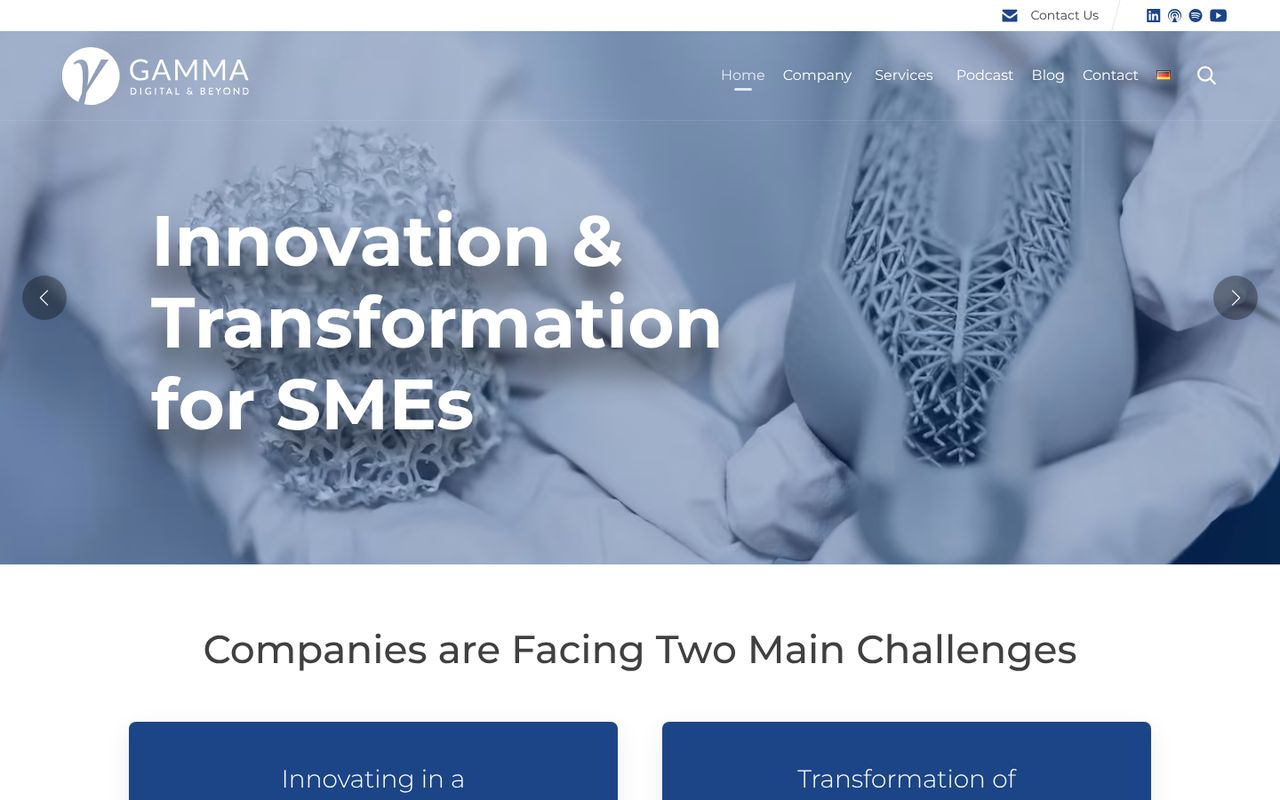 Contact Us
GAMMA
DIGITAL & BEYOND
Home Company Services Podcast Blog Contact
Innovation &
Transformation
for SMEs
Companies are Facing Two Main Challenges
Innovating in a
Transformation of